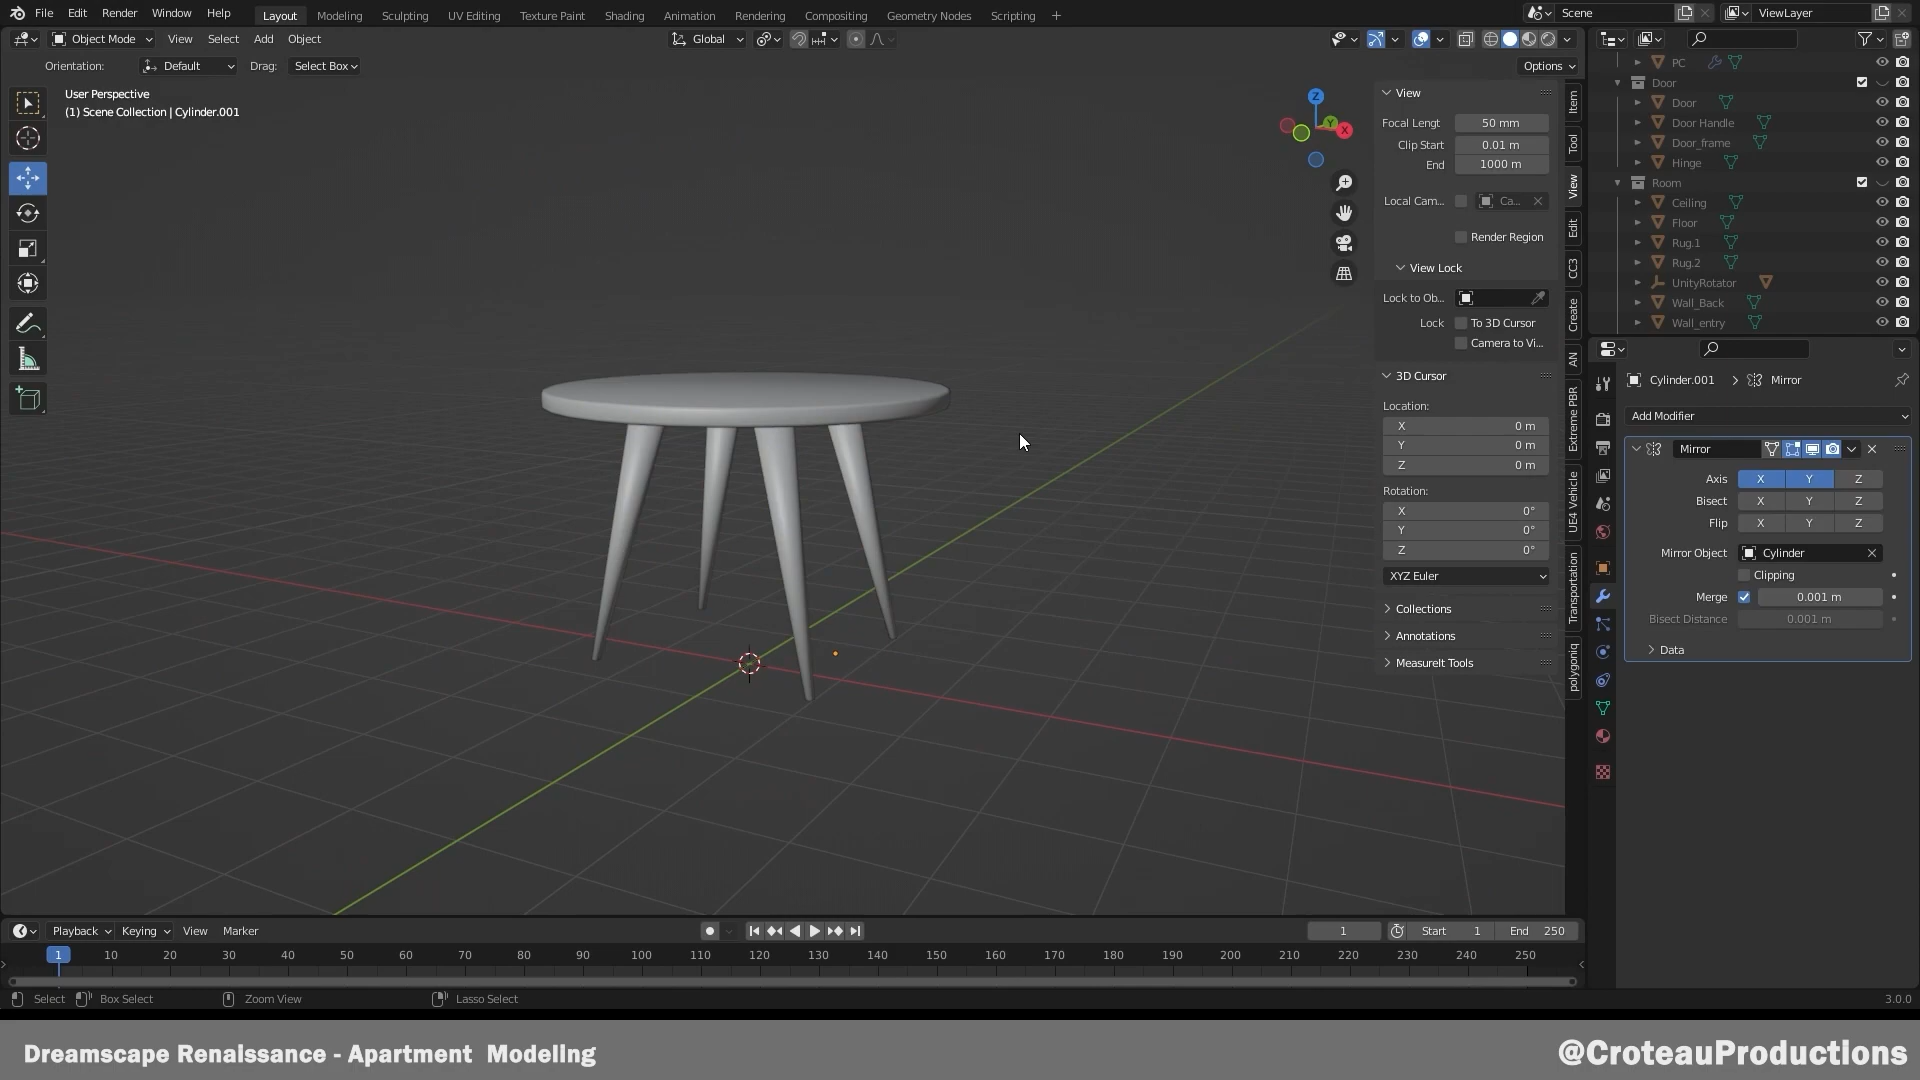 File Edit Render Window Help Layout Modeling Sculpting UV Editing Texture Paint Shading Animation Rendering Compositing Geometry Nodes Scripting + Scene ViewLayer
Object Mode View Select Add Object Global
Orientation: Default Drag: Select Box Options
User Perspective
(1) Scene Collection | Cylinder.001
Z
Y
X
View
Focal Lengt 50 mm
Clip Start 0.01 m
End 1000 m
Local Cam... Ca...
Render Region
View Lock
Lock to Ob...
Lock To 3D Cursor
Camera to Vi...
3D Cursor
Location:
X 0 m
Y 0 m
Z 0 m
Rotation:
X 0°
Y 0°
Z 0°
XYZ Euler
Collections
Annotations
MeasureIt Tools
Item
Tool
View
Edit
CC3
Create
AN
Extreme PBR
UE4 Vehicle
Transportation
polygoniq
PC
Door
Door
Door Handle
Door_frame
Hinge
Room
Ceiling
Floor
Rug.1
Rug.2
UnityRotator
Wall_Back
Wall_entry
Cylinder.001 > Mirror
Add Modifier
Mirror
Axis X Y Z
Bisect X Y Z
Flip X Y Z
Mirror Object Cylinder
Clipping
Merge 0.001 m
Bisect Distance 0.001 m
Data
Playback Keying View Marker 1 Start 1 End 250
1 10 20 30 40 50 60 70 80 90 100 110 120 130 140 150 160 170 180 190 200 210 220 230 240 250
Select Box Select Zoom View Lasso Select 3.0.0
Dreamscape Renaissance - Apartment Modeling
@CroteauProductions